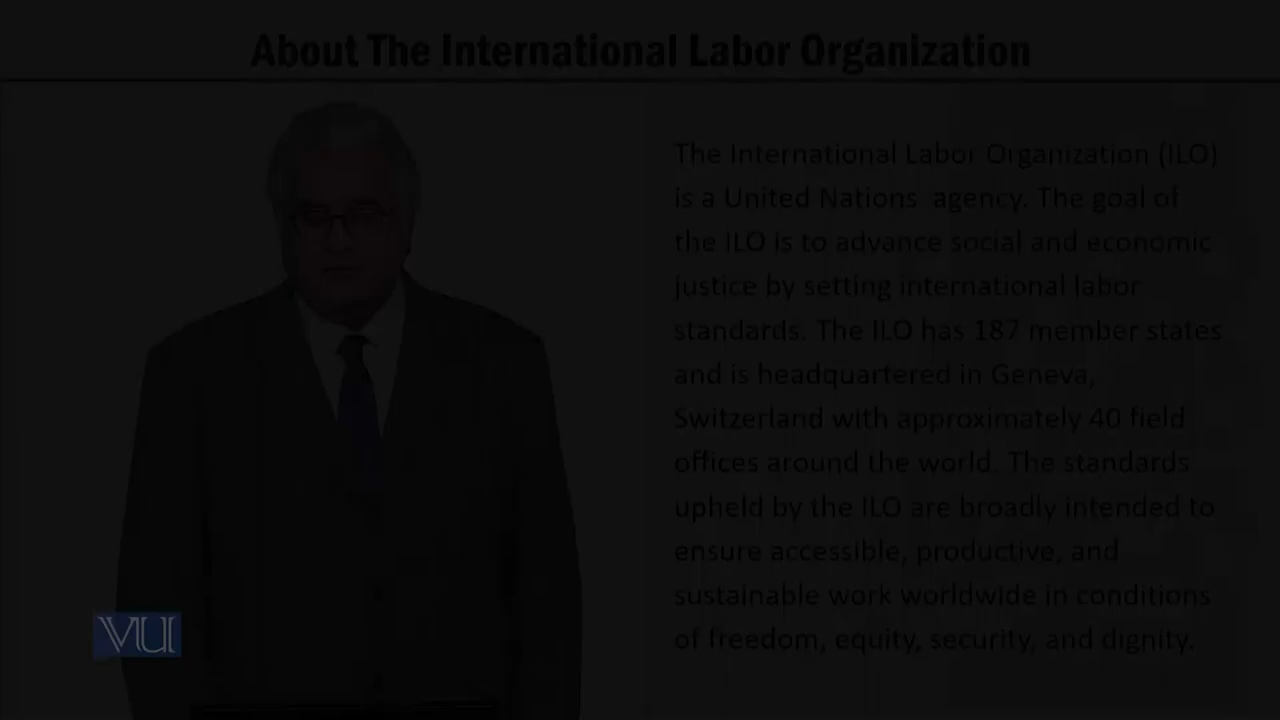 About The International Labor Organization
The International Labor Organization (ILO)
is a United Nations agency. The goal of
the ILO is to advance social and economic
justice by setting international labor
standards. The ILO has 187 member states
and is headquartered in Geneva,
Switzerland with approximately 40 field
offices around the world. The standards
upheld by the ILO are broadly intended to
ensure accessible, productive, and
sustainable work worldwide in conditions
of freedom, equity, security, and dignity.
VU